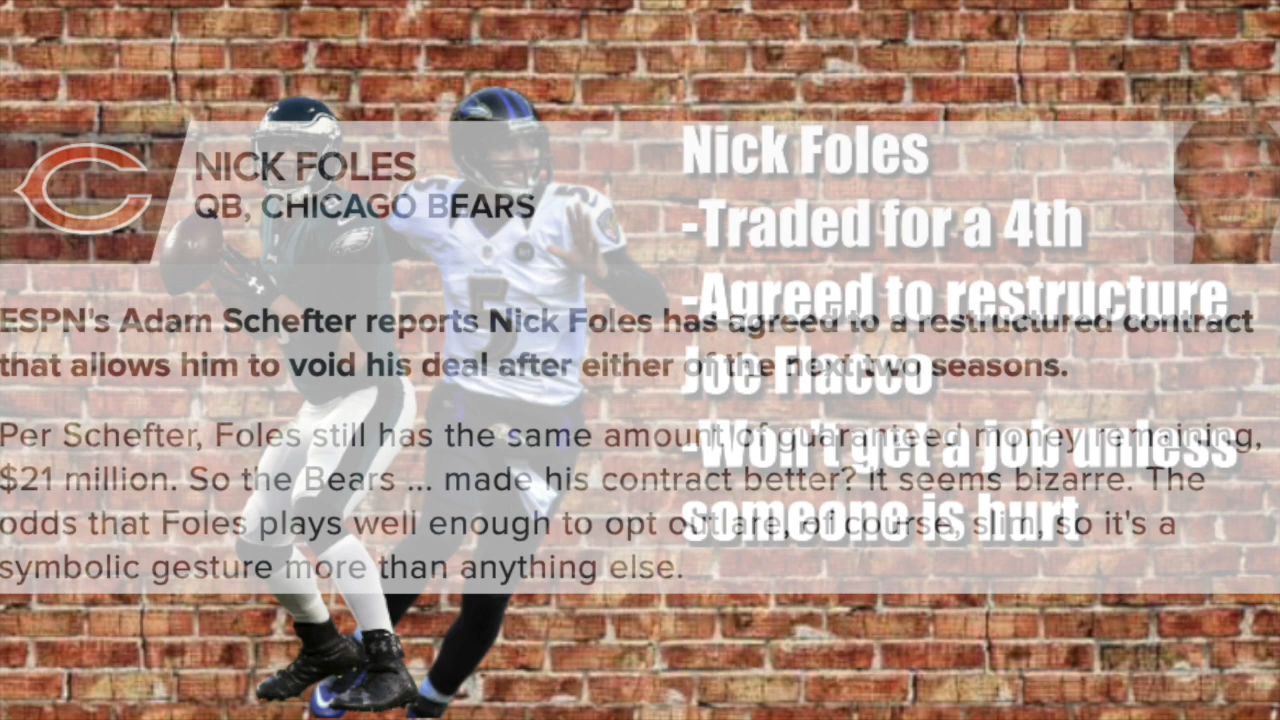 NICK FOLES
QB, CHICAGO BEARS
ESPN's Adam Schefter reports Nick Foles has agreed to a restructured contract
that allows him to void his deal after either of the next two seasons.
Per Schefter, Foles still has the same amount of guaranteed money remaining,
$21 million. So the Bears ... made his contract better? It seems bizarre. The
odds that Foles plays well enough to opt out are, of course, slim, so it's a
symbolic gesture more than anything else.
Nick Foles
-Traded for a 4th
-Agreed to restructure
Joe Flacco
-Won't get a job unless
someone is hurt
5